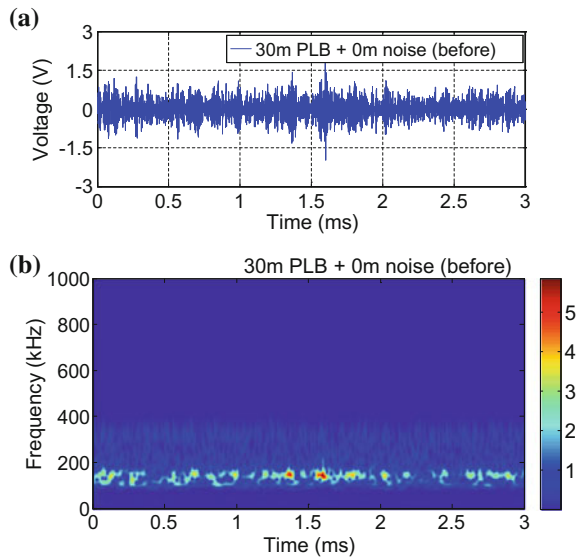 (a)
30m PLB + 0m noise (before)
Voltage (V)
3
1.5
0
-1.5
-3
0 0.5 1 1.5 2 2.5 3
Time (ms)
(b)
30m PLB + 0m noise (before)
Frequency (kHz)
1000
800
600
400
200
0
0 0.5 1 1.5 2 2.5 3
Time (ms)
5
4
3
2
1